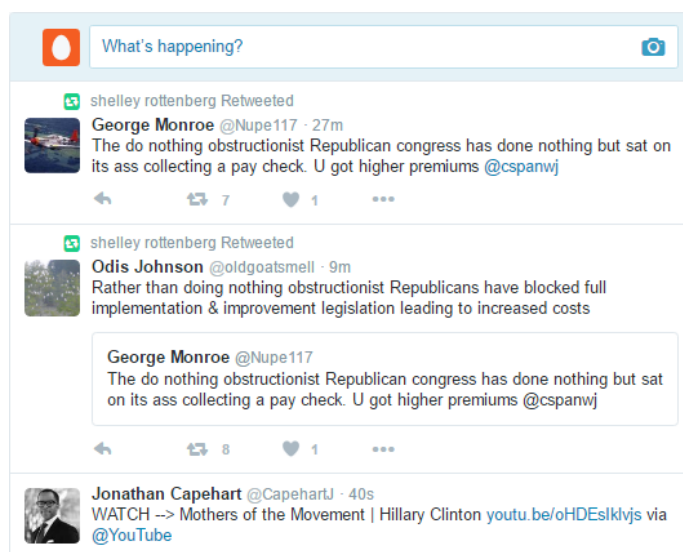 What's happening?
shelley rottenberg Retweeted
George Monroe @Nupe117 · 27m
The do nothing obstructionist Republican congress has done nothing but sat on
its ass collecting a pay check. U got higher premiums @cspanwj
7 1
shelley rottenberg Retweeted
Odis Johnson @oldgoatsmell · 9m
Rather than doing nothing obstructionist Republicans have blocked full
implementation & improvement legislation leading to increased costs
George Monroe @Nupe117
The do nothing obstructionist Republican congress has done nothing but sat
on its ass collecting a pay check. U got higher premiums @cspanwj
8 1
Jonathan Capehart @CapehartJ · 40s
WATCH --> Mothers of the Movement | Hillary Clinton youtu.be/oHDEslklvjs via
@YouTube